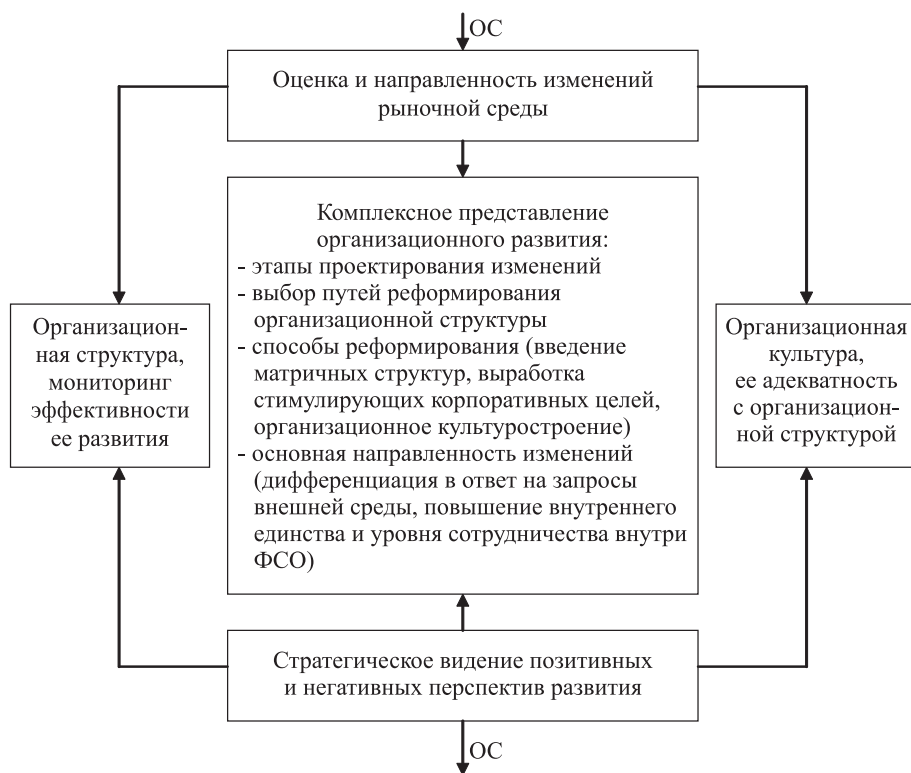 ОС
Оценка и направленность изменений
рыночной среды
Комплексное представление
организационного развития:
- этапы проектирования изменений
- выбор путей реформирования
организационной структуры
- способы реформирования (введение
матричных структур, выработка
стимулирующих корпоративных целей,
организационное культуростроение)
- основная направленность изменений
(дифференциация в ответ на запросы
внешней среды, повышение внутреннего
единства и уровня сотрудничества внутри
ФСО)
Организацион-
ная структура,
мониторинг
эффективности
ее развития
Организационная
культура,
ее адекватность
с организацион-
ной структурой
Стратегическое видение позитивных
и негативных перспектив развития
ОС